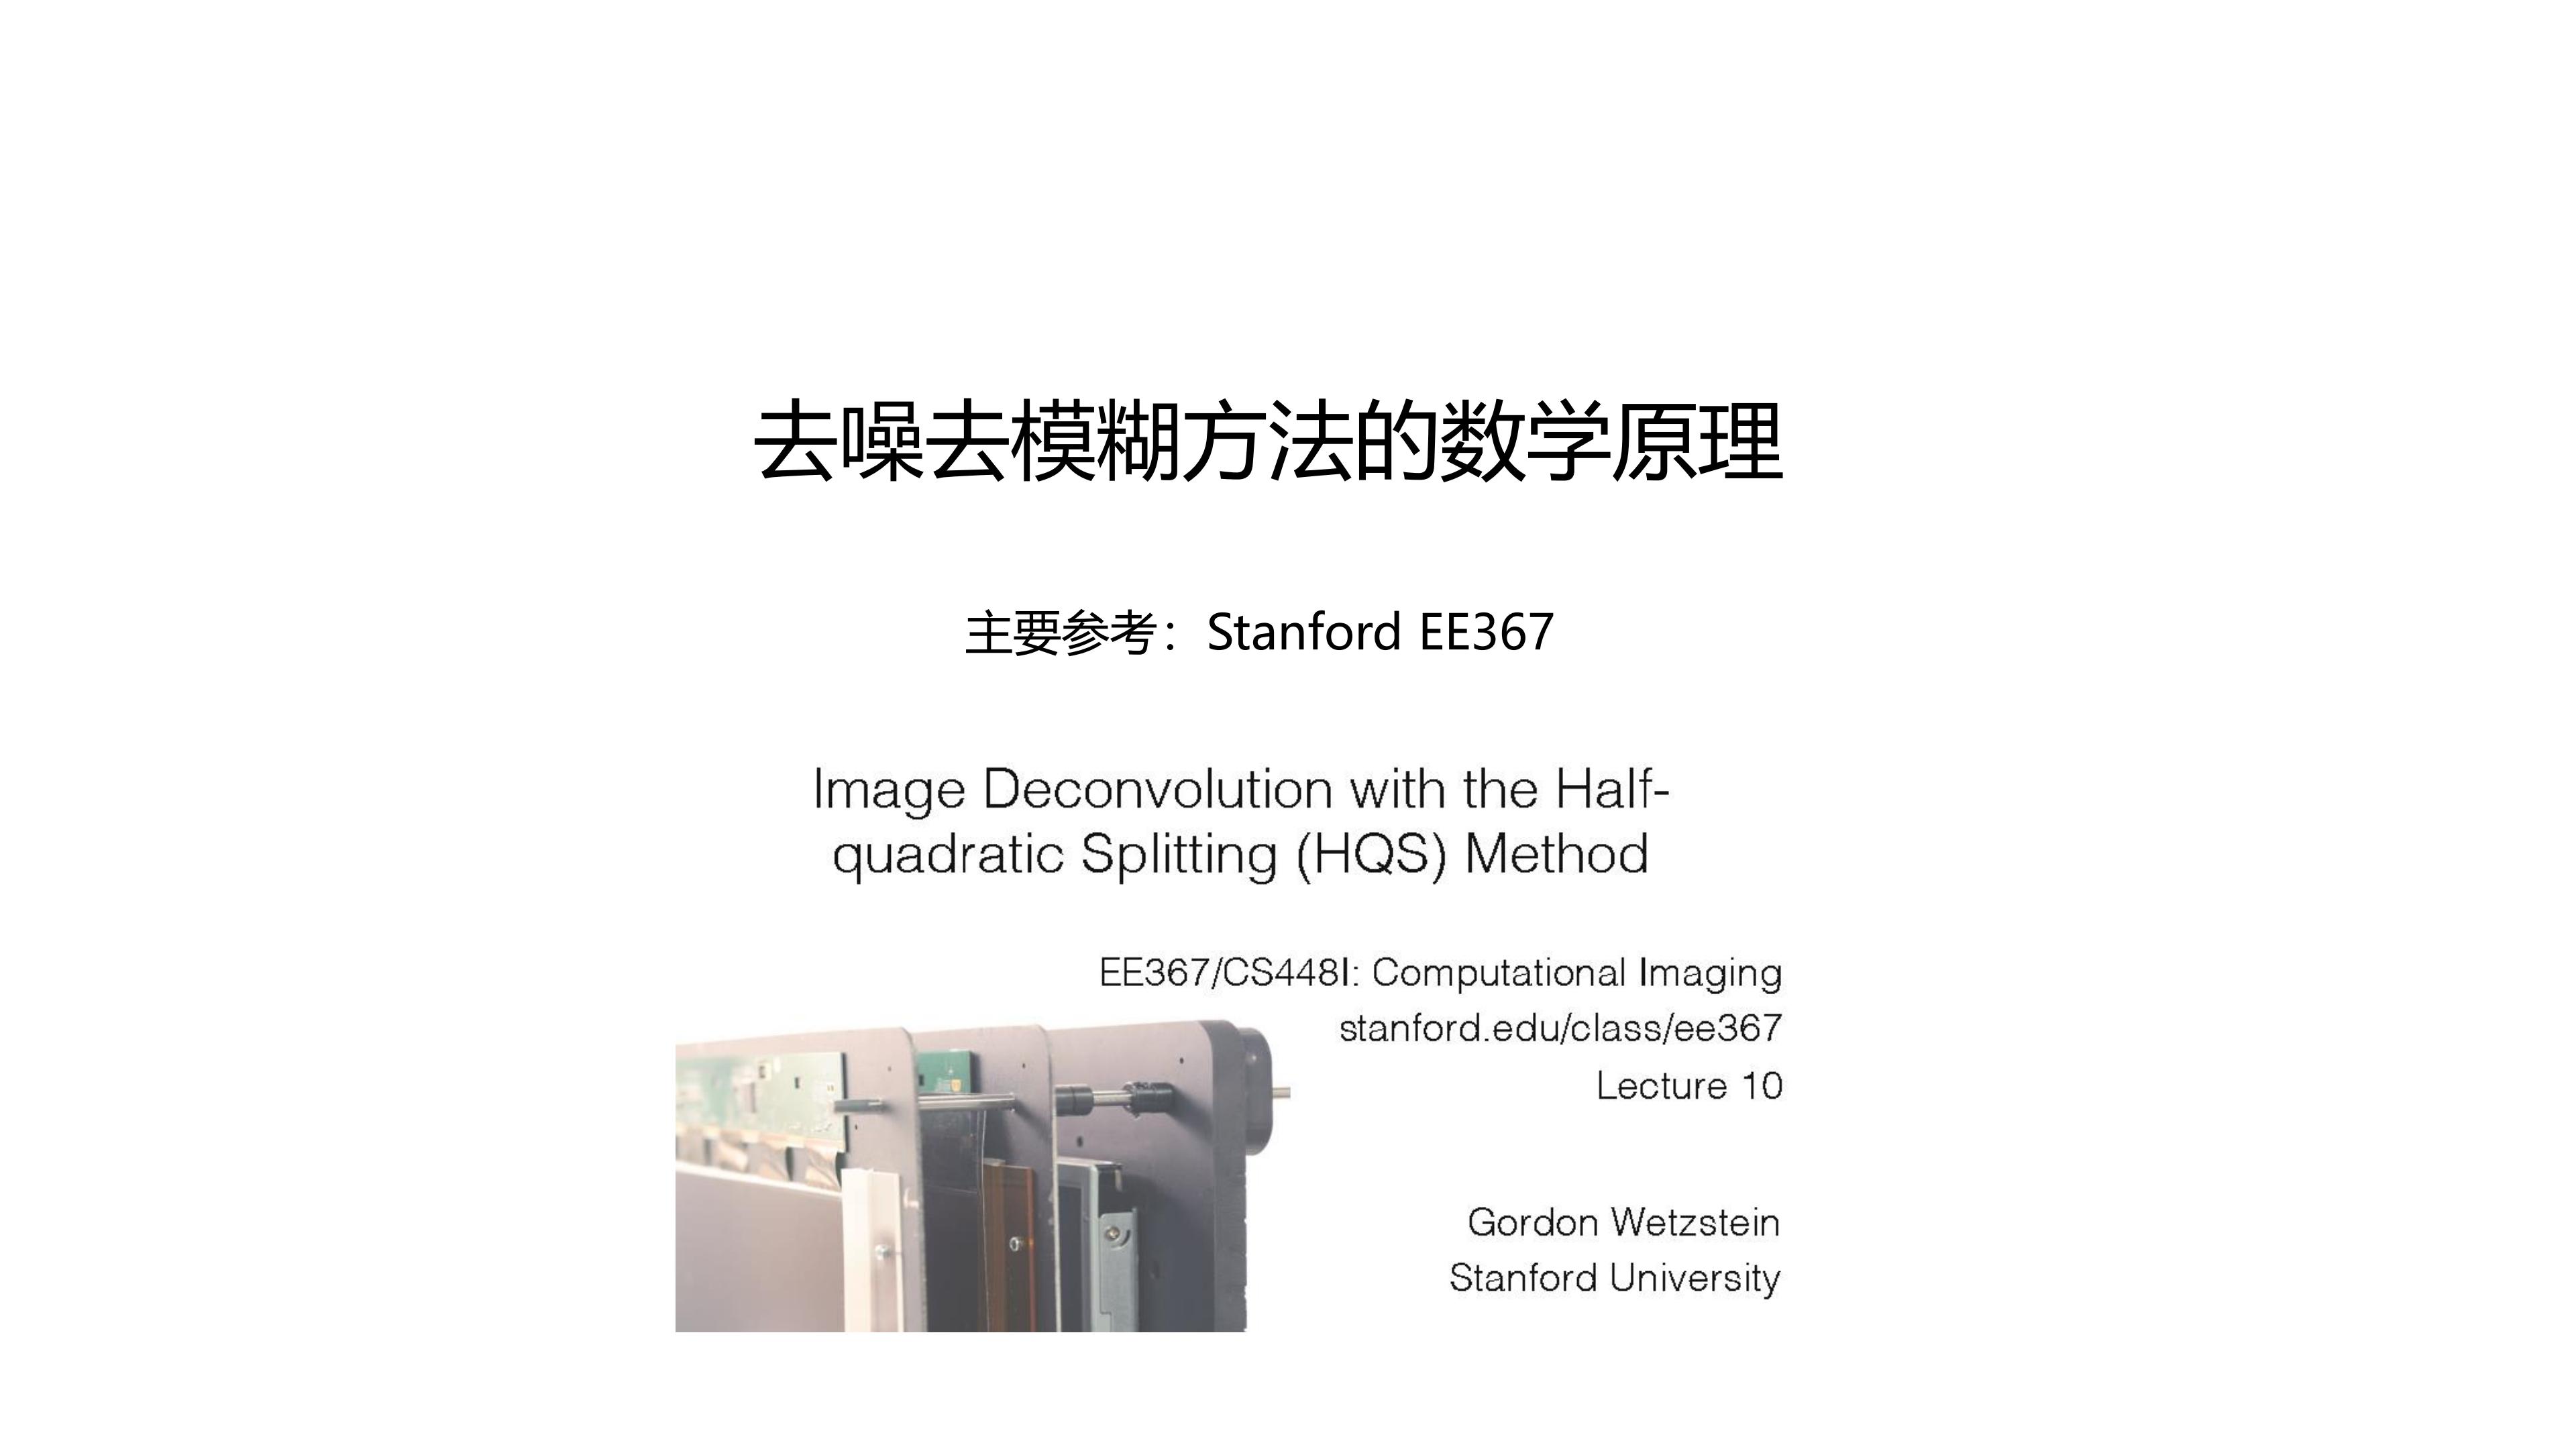 去噪去模糊方法的数学原理
主要参考：Stanford EE367
Image Deconvolution with the Half-
quadratic Splitting (HQS) Method
EE367/CS448I: Computational Imaging
stanford.edu/class/ee367
Lecture 10
Gordon Wetzstein
Stanford University